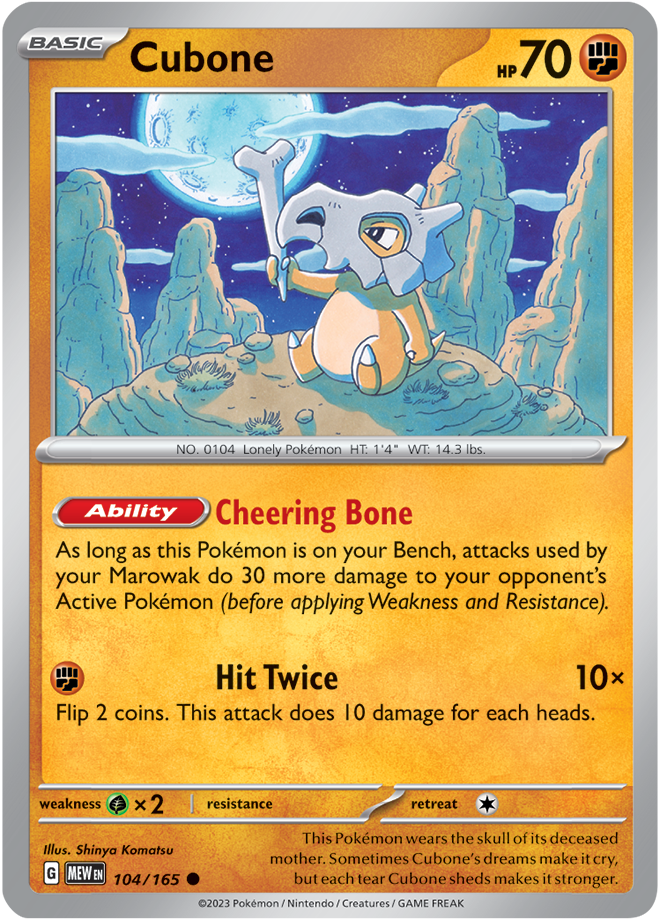 BASIC Cubone HP 70
NO. 0104 Lonely Pokémon HT: 1'4" WT: 14.3 lbs.
Ability Cheering Bone
As long as this Pokémon is on your Bench, attacks used by
your Marowak do 30 more damage to your opponent's
Active Pokémon (before applying Weakness and Resistance).
Hit Twice 10×
Flip 2 coins. This attack does 10 damage for each heads.
weakness ×2 resistance retreat
Illus. Shinya Komatsu
G MEW EN 104/165
This Pokémon wears the skull of its deceased
mother. Sometimes Cubone's dreams make it cry,
but each tear Cubone sheds makes it stronger.
©2023 Pokémon / Nintendo / Creatures / GAME FREAK